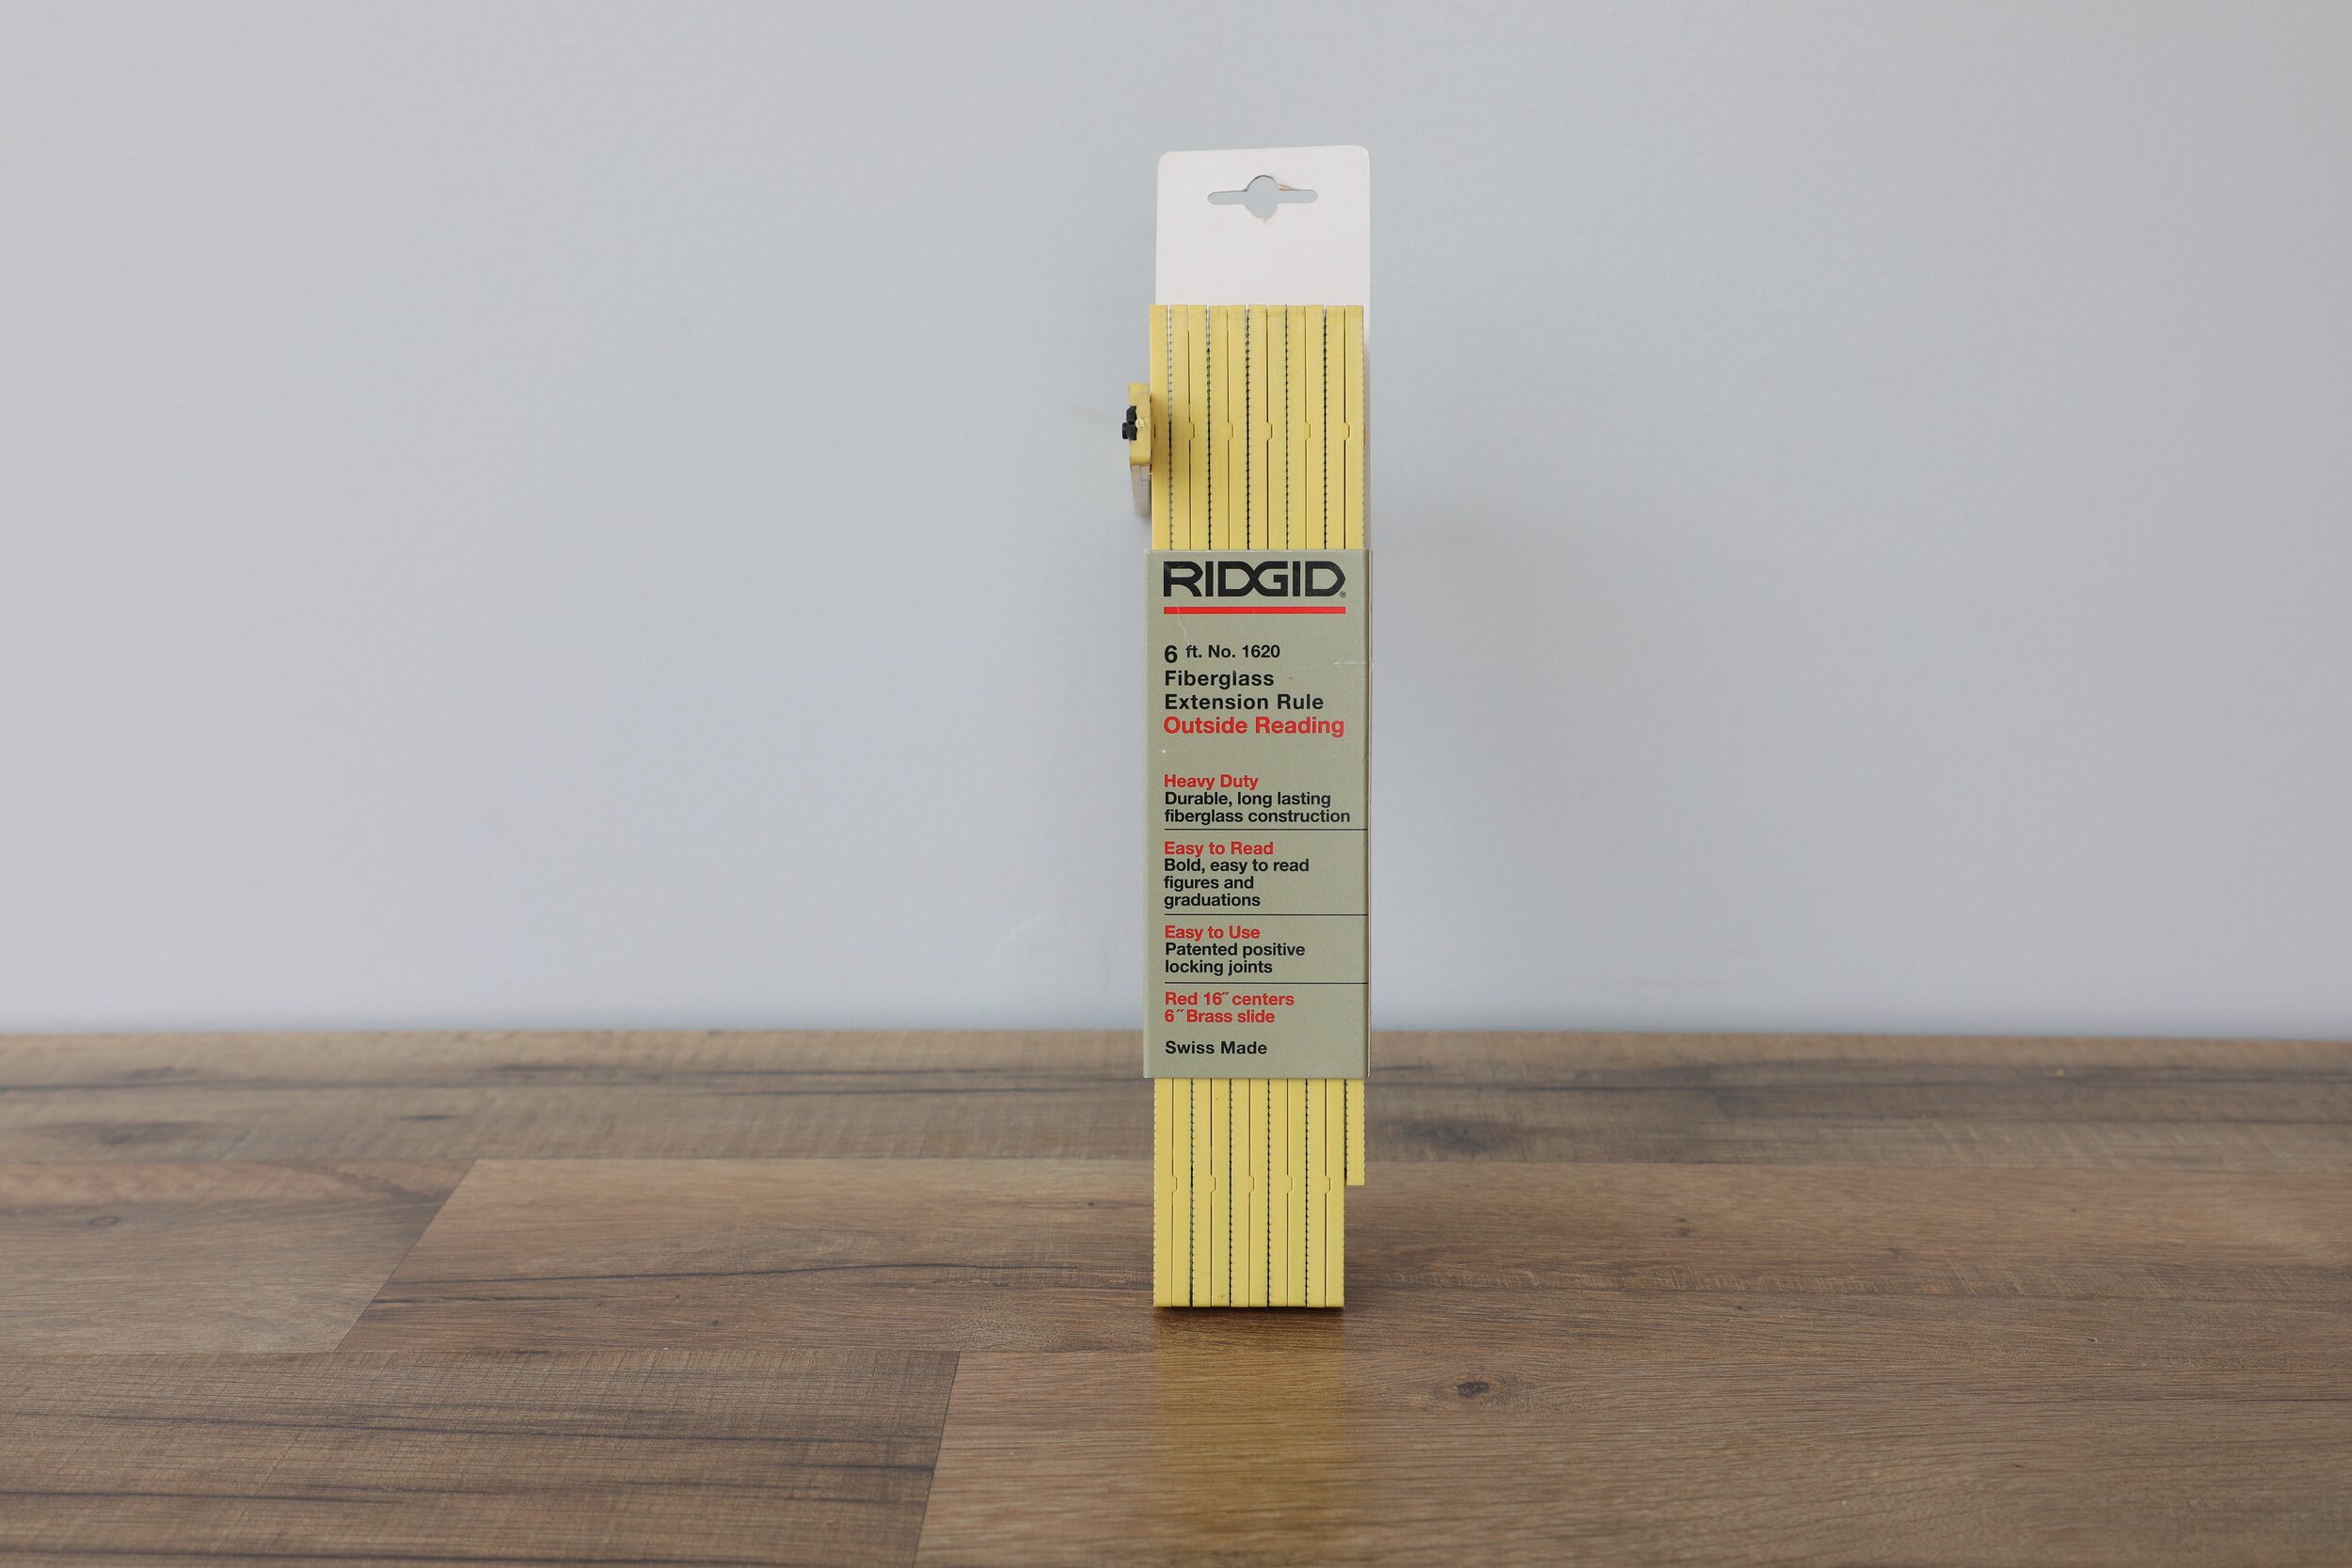 RIDGID®
6 ft. No. 1620
Fiberglass
Extension Rule
Outside Reading
Heavy Duty
Durable, long lasting
fiberglass construction
Easy to Read
Bold, easy to read
figures and
graduations
Easy to Use
Patented positive
locking joints
Red 16″ centers
6″ Brass slide
Swiss Made